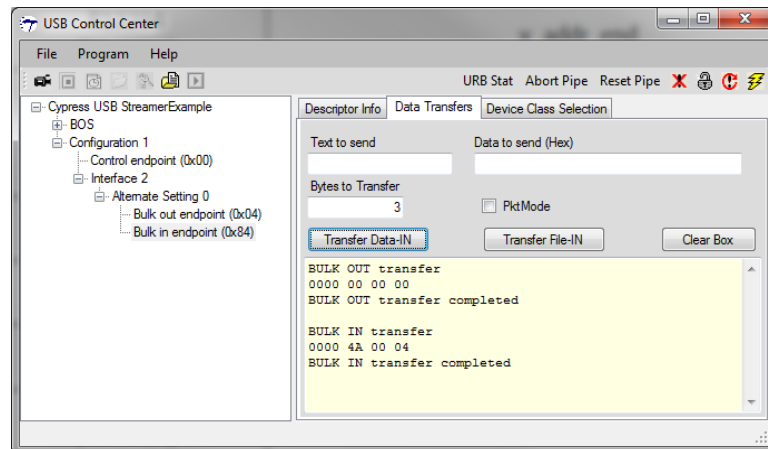 USB Control Center
File Program Help
URB Stat Abort Pipe Reset Pipe
Cypress USB StreamerExample
BOS
Configuration 1
Control endpoint (0x00)
Interface 2
Alternate Setting 0
Bulk out endpoint (0x04)
Bulk in endpoint (0x84)
Descriptor Info Data Transfers Device Class Selection
Text to send Data to send (Hex)
Bytes to Transfer
3 PktMode
Transfer Data-IN Transfer File-IN Clear Box
BULK OUT transfer
0000 00 00 00
BULK OUT transfer completed
BULK IN transfer
0000 4A 00 04
BULK IN transfer completed